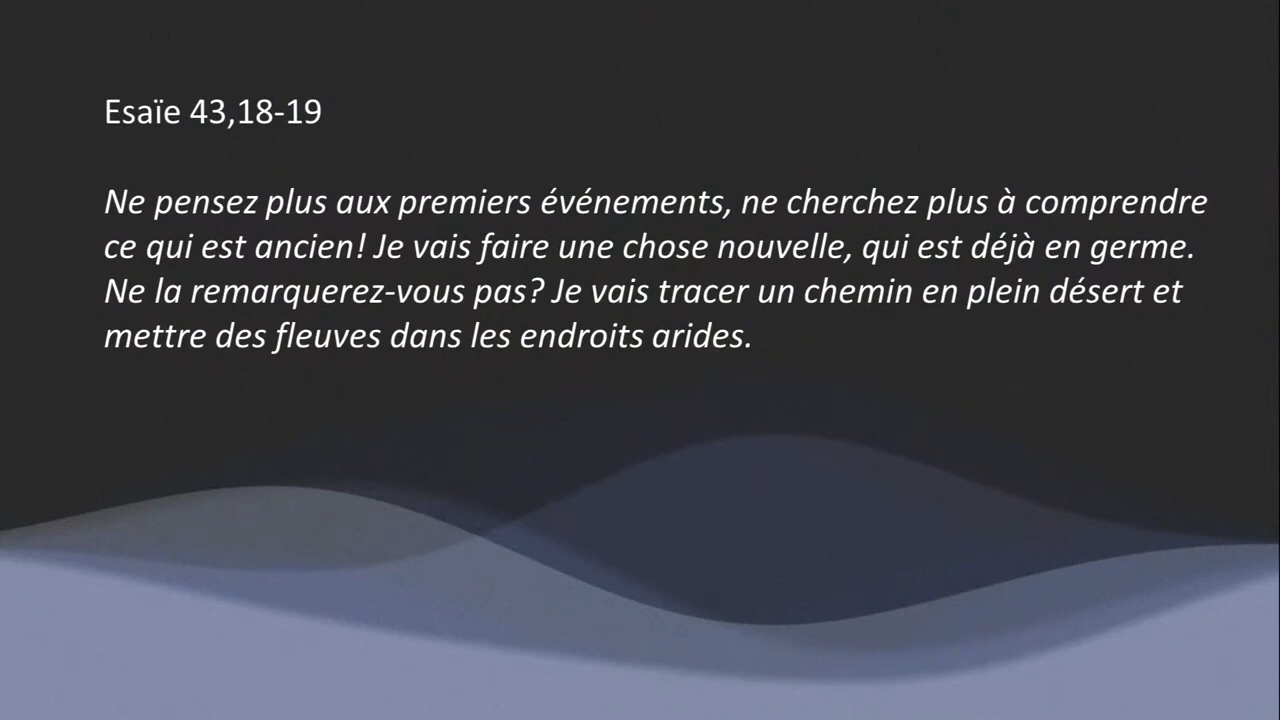 Esaïe 43,18-19
Ne pensez plus aux premiers événements, ne cherchez plus à comprendre
ce qui est ancien! Je vais faire une chose nouvelle, qui est déjà en germe.
Ne la remarquerez-vous pas? Je vais tracer un chemin en plein désert et
mettre des fleuves dans les endroits arides.